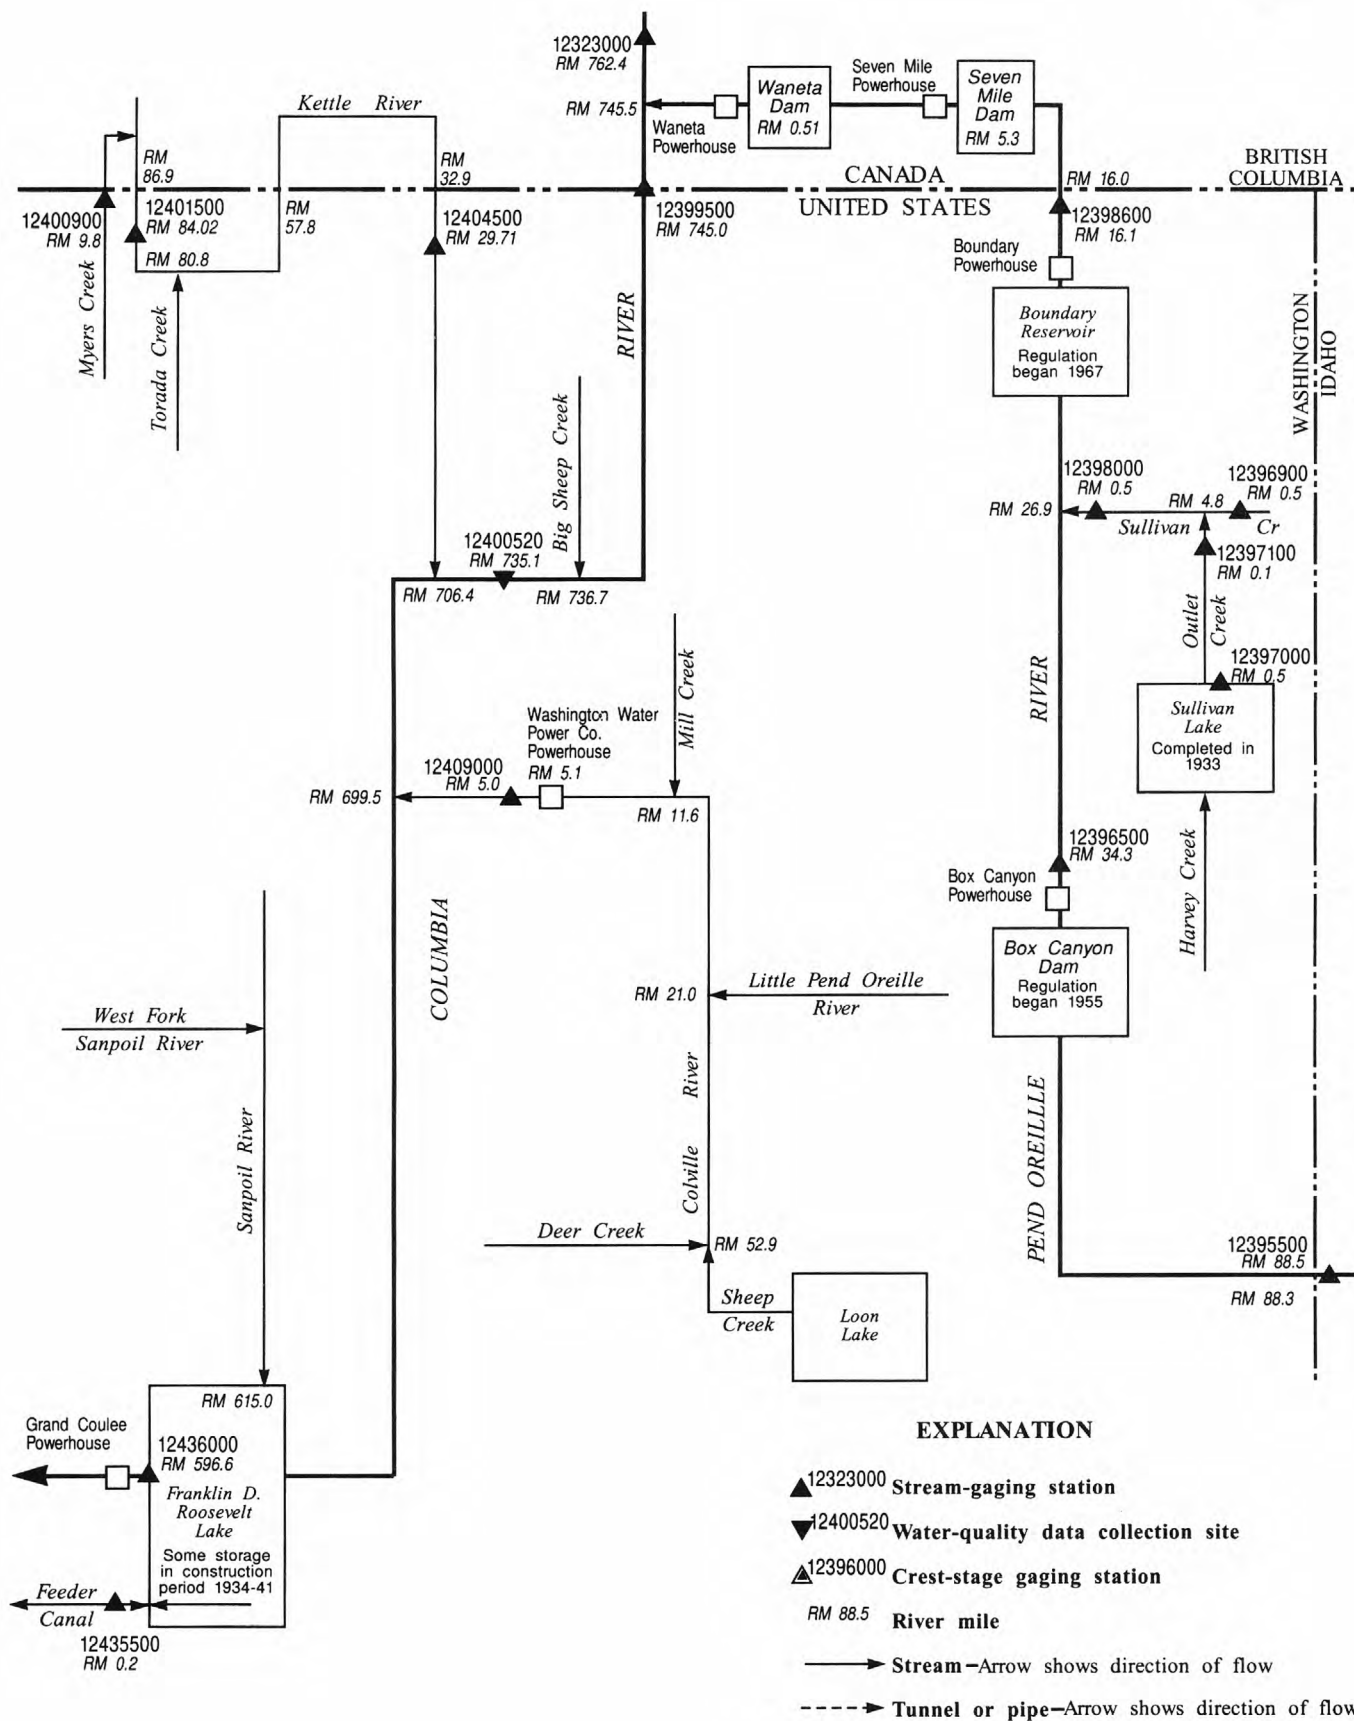 12323000
RM 762.4
RM 745.5
Waneta
Powerhouse
Waneta
Dam
RM 0.51
Seven Mile
Powerhouse
Seven
Mile
Dam
RM 5.3
Kettle River
RM
86.9
RM
32.9
CANADA
UNITED STATES
RM 16.0
BRITISH
COLUMBIA
12400900
RM 9.8
12401500
RM 84.02
RM
57.8
12404500
RM 29.71
12399500
RM 745.0
12398600
RM 16.1
RM 80.8
Boundary
Powerhouse
Myers Creek
Torada Creek
RIVER
Boundary
Reservoir
Regulation
began 1967
WASHINGTON
IDAHO
Big Sheep Creek
12398000
RM 0.5
12396900
RM 0.5
RM 4.8
RM 26.9
Sullivan Cr
12397100
RM 0.1
12400520
RM 735.1
RM 706.4
RM 736.7
Outlet
Creek
12397000
RM 0.5
Mill Creek
RIVER
Sullivan
Lake
Completed in
1933
Washington Water
Power Co.
Powerhouse
RM 5.1
12409000
RM 5.0
RM 699.5
RM 11.6
12396500
RM 34.3
Box Canyon
Powerhouse
Harvey Creek
COLUMBIA
Box Canyon
Dam
Regulation
began 1955
Little Pend Oreille
River
RM 21.0
West Fork
Sanpoil River
Colville River
PEND OREILLLE
Sanpoil River
Deer Creek
RM 52.9
12395500
RM 88.5
RM 88.3
Sheep
Creek
Loon
Lake
RM 615.0
Grand Coulee
Powerhouse
12436000
RM 596.6
Franklin D.
Roosevelt
Lake
Some storage
in construction
period 1934-41
Feeder
Canal
12435500
RM 0.2
EXPLANATION
12323000 Stream-gaging station
12400520 Water-quality data collection site
12396000 Crest-stage gaging station
RM 88.5 River mile
Stream—Arrow shows direction of flow
Tunnel or pipe—Arrow shows direction of flow